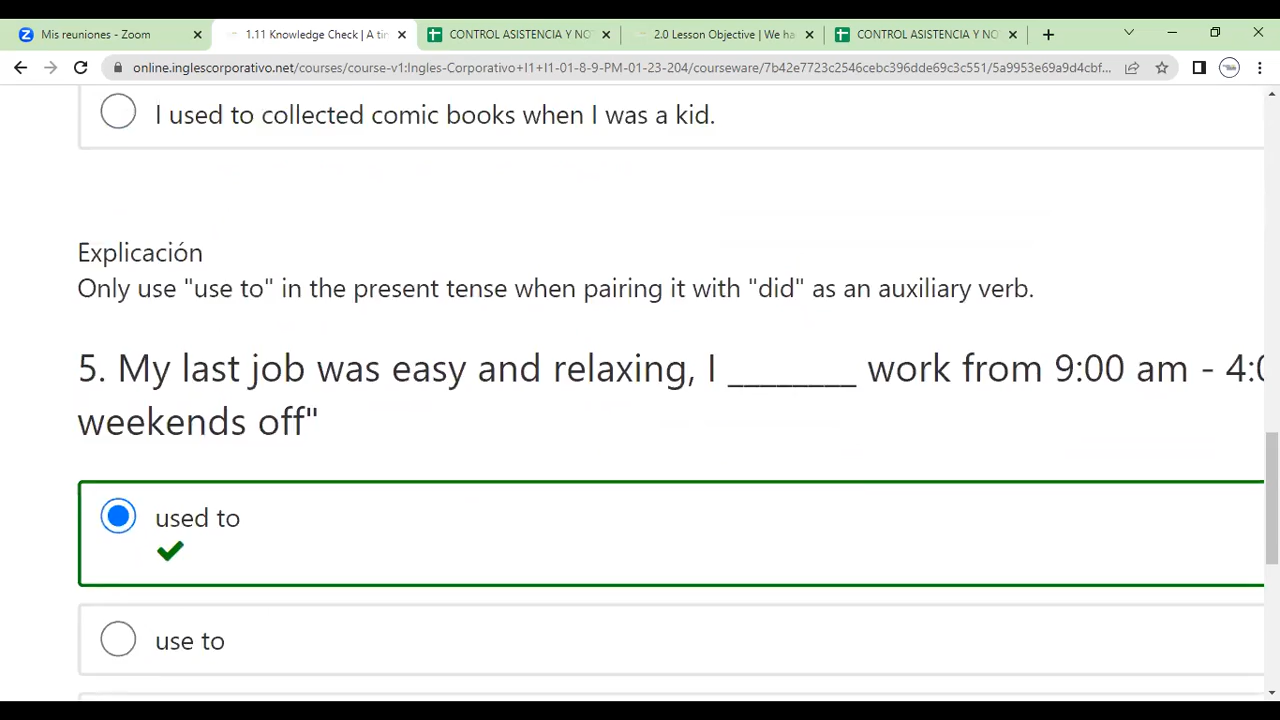 Mis reuniones - Zoom
1.11 Knowledge Check | A tin
CONTROL ASISTENCIA Y NOT
2.0 Lesson Objective | We ha
CONTROL ASISTENCIA Y NOT
online.inglescorporativo.net/courses/course-v1:Ingles-Corporativo+I1+I1-01-8-9-PM-01-23-204/courseware/7b42e7723c2546cebc396dde69c3c551/5a9953e69a9d4cbf...
I used to collected comic books when I was a kid.
Explicación
Only use "use to" in the present tense when pairing it with "did" as an auxiliary verb.
5. My last job was easy and relaxing, I ________ work from 9:00 am - 4:0
weekends off"
used to
use to